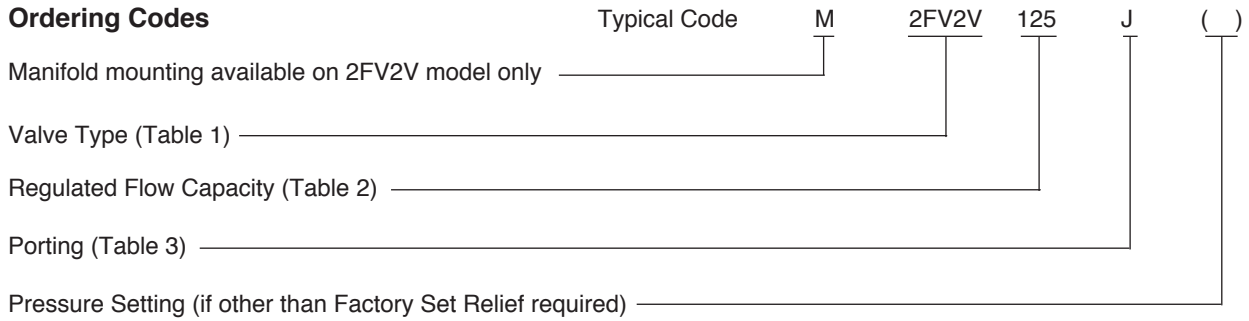 Ordering Codes Typical Code M 2FV2V 125 J ( )
Manifold mounting available on 2FV2V model only
Valve Type (Table 1)
Regulated Flow Capacity (Table 2)
Porting (Table 3)
Pressure Setting (if other than Factory Set Relief required)